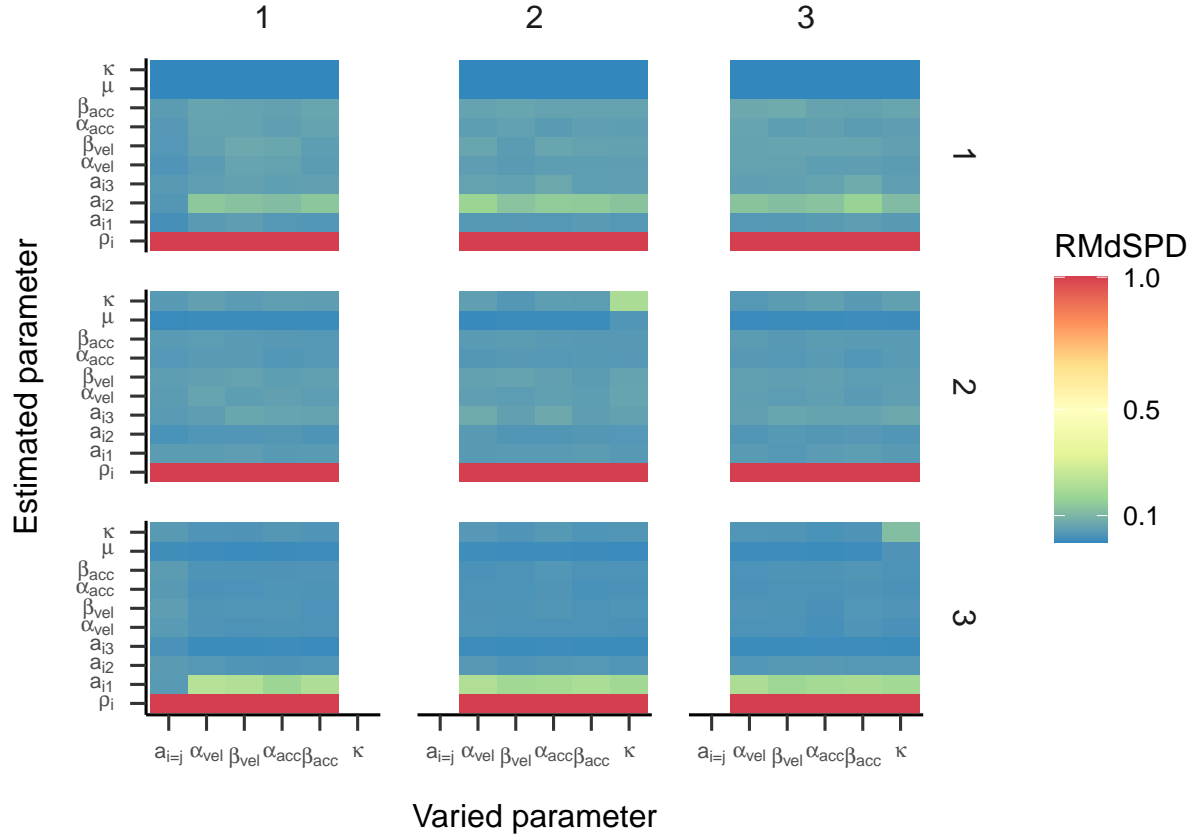 1 2 3
κ
μ
βacc
αacc
βvel
αvel
ai3
ai2
ai1
ρi
1
κ
μ
βacc
αacc
βvel
αvel
ai3
ai2
ai1
ρi
2
κ
μ
βacc
αacc
βvel
αvel
ai3
ai2
ai1
ρi
3
ai=j αvel βvel αacc βacc κ
ai=j αvel βvel αacc βacc κ
ai=j αvel βvel αacc βacc κ
Varied parameter
Estimated parameter
RMdSPD
1.0
0.5
0.1